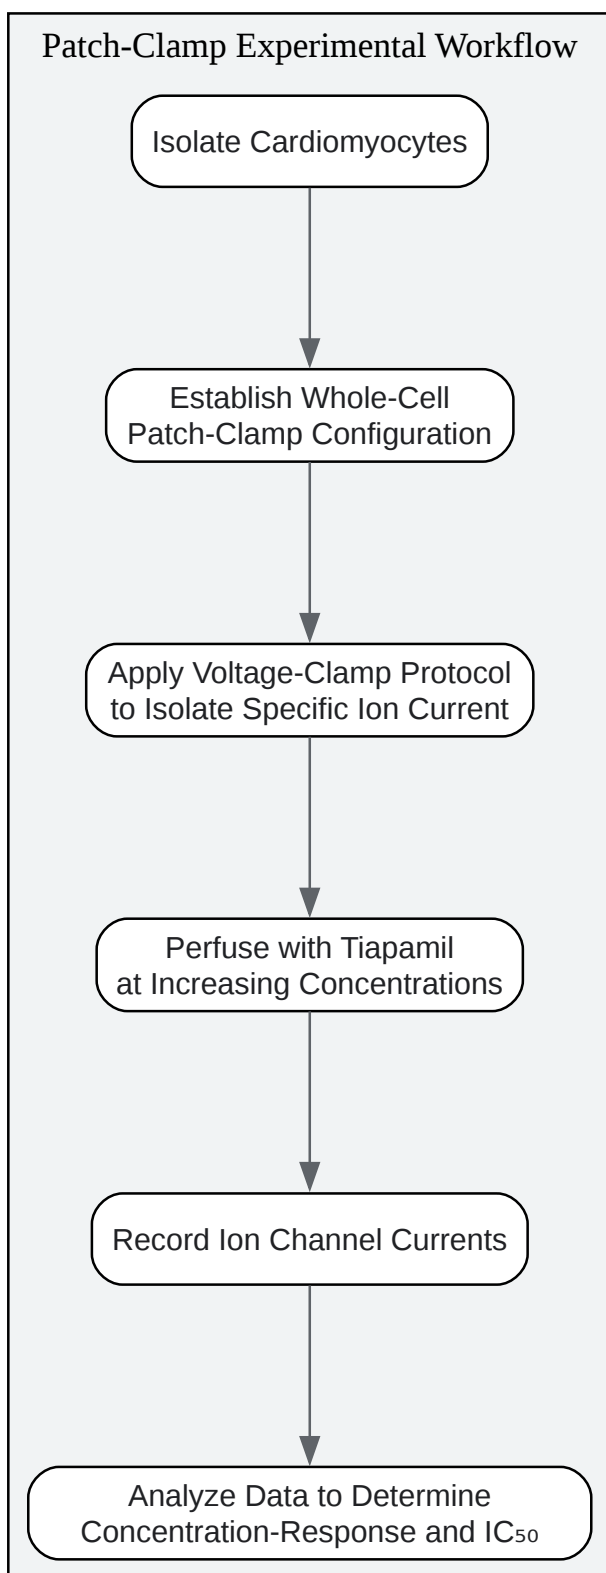 Patch-Clamp Experimental Workflow
Isolate Cardiomyocytes
Establish Whole-Cell
Patch-Clamp Configuration
Apply Voltage-Clamp Protocol
to Isolate Specific Ion Current
Perfuse with Tiapamil
at Increasing Concentrations
Record Ion Channel Currents
Analyze Data to Determine
Concentration-Response and IC₅₀